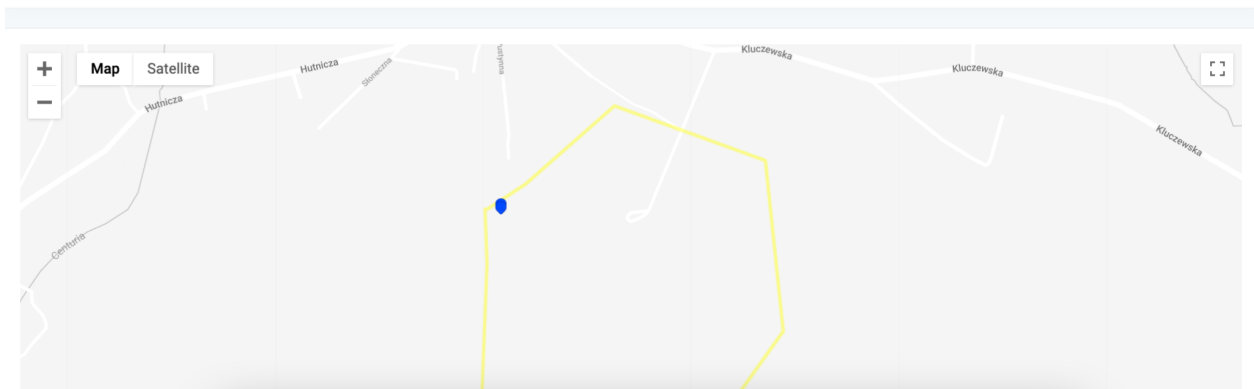 +
Map Satellite
−
Hutnicza
Hutnicza
Słoneczna
Kluczewska
Kluczewska
Kluczewska
Centuria